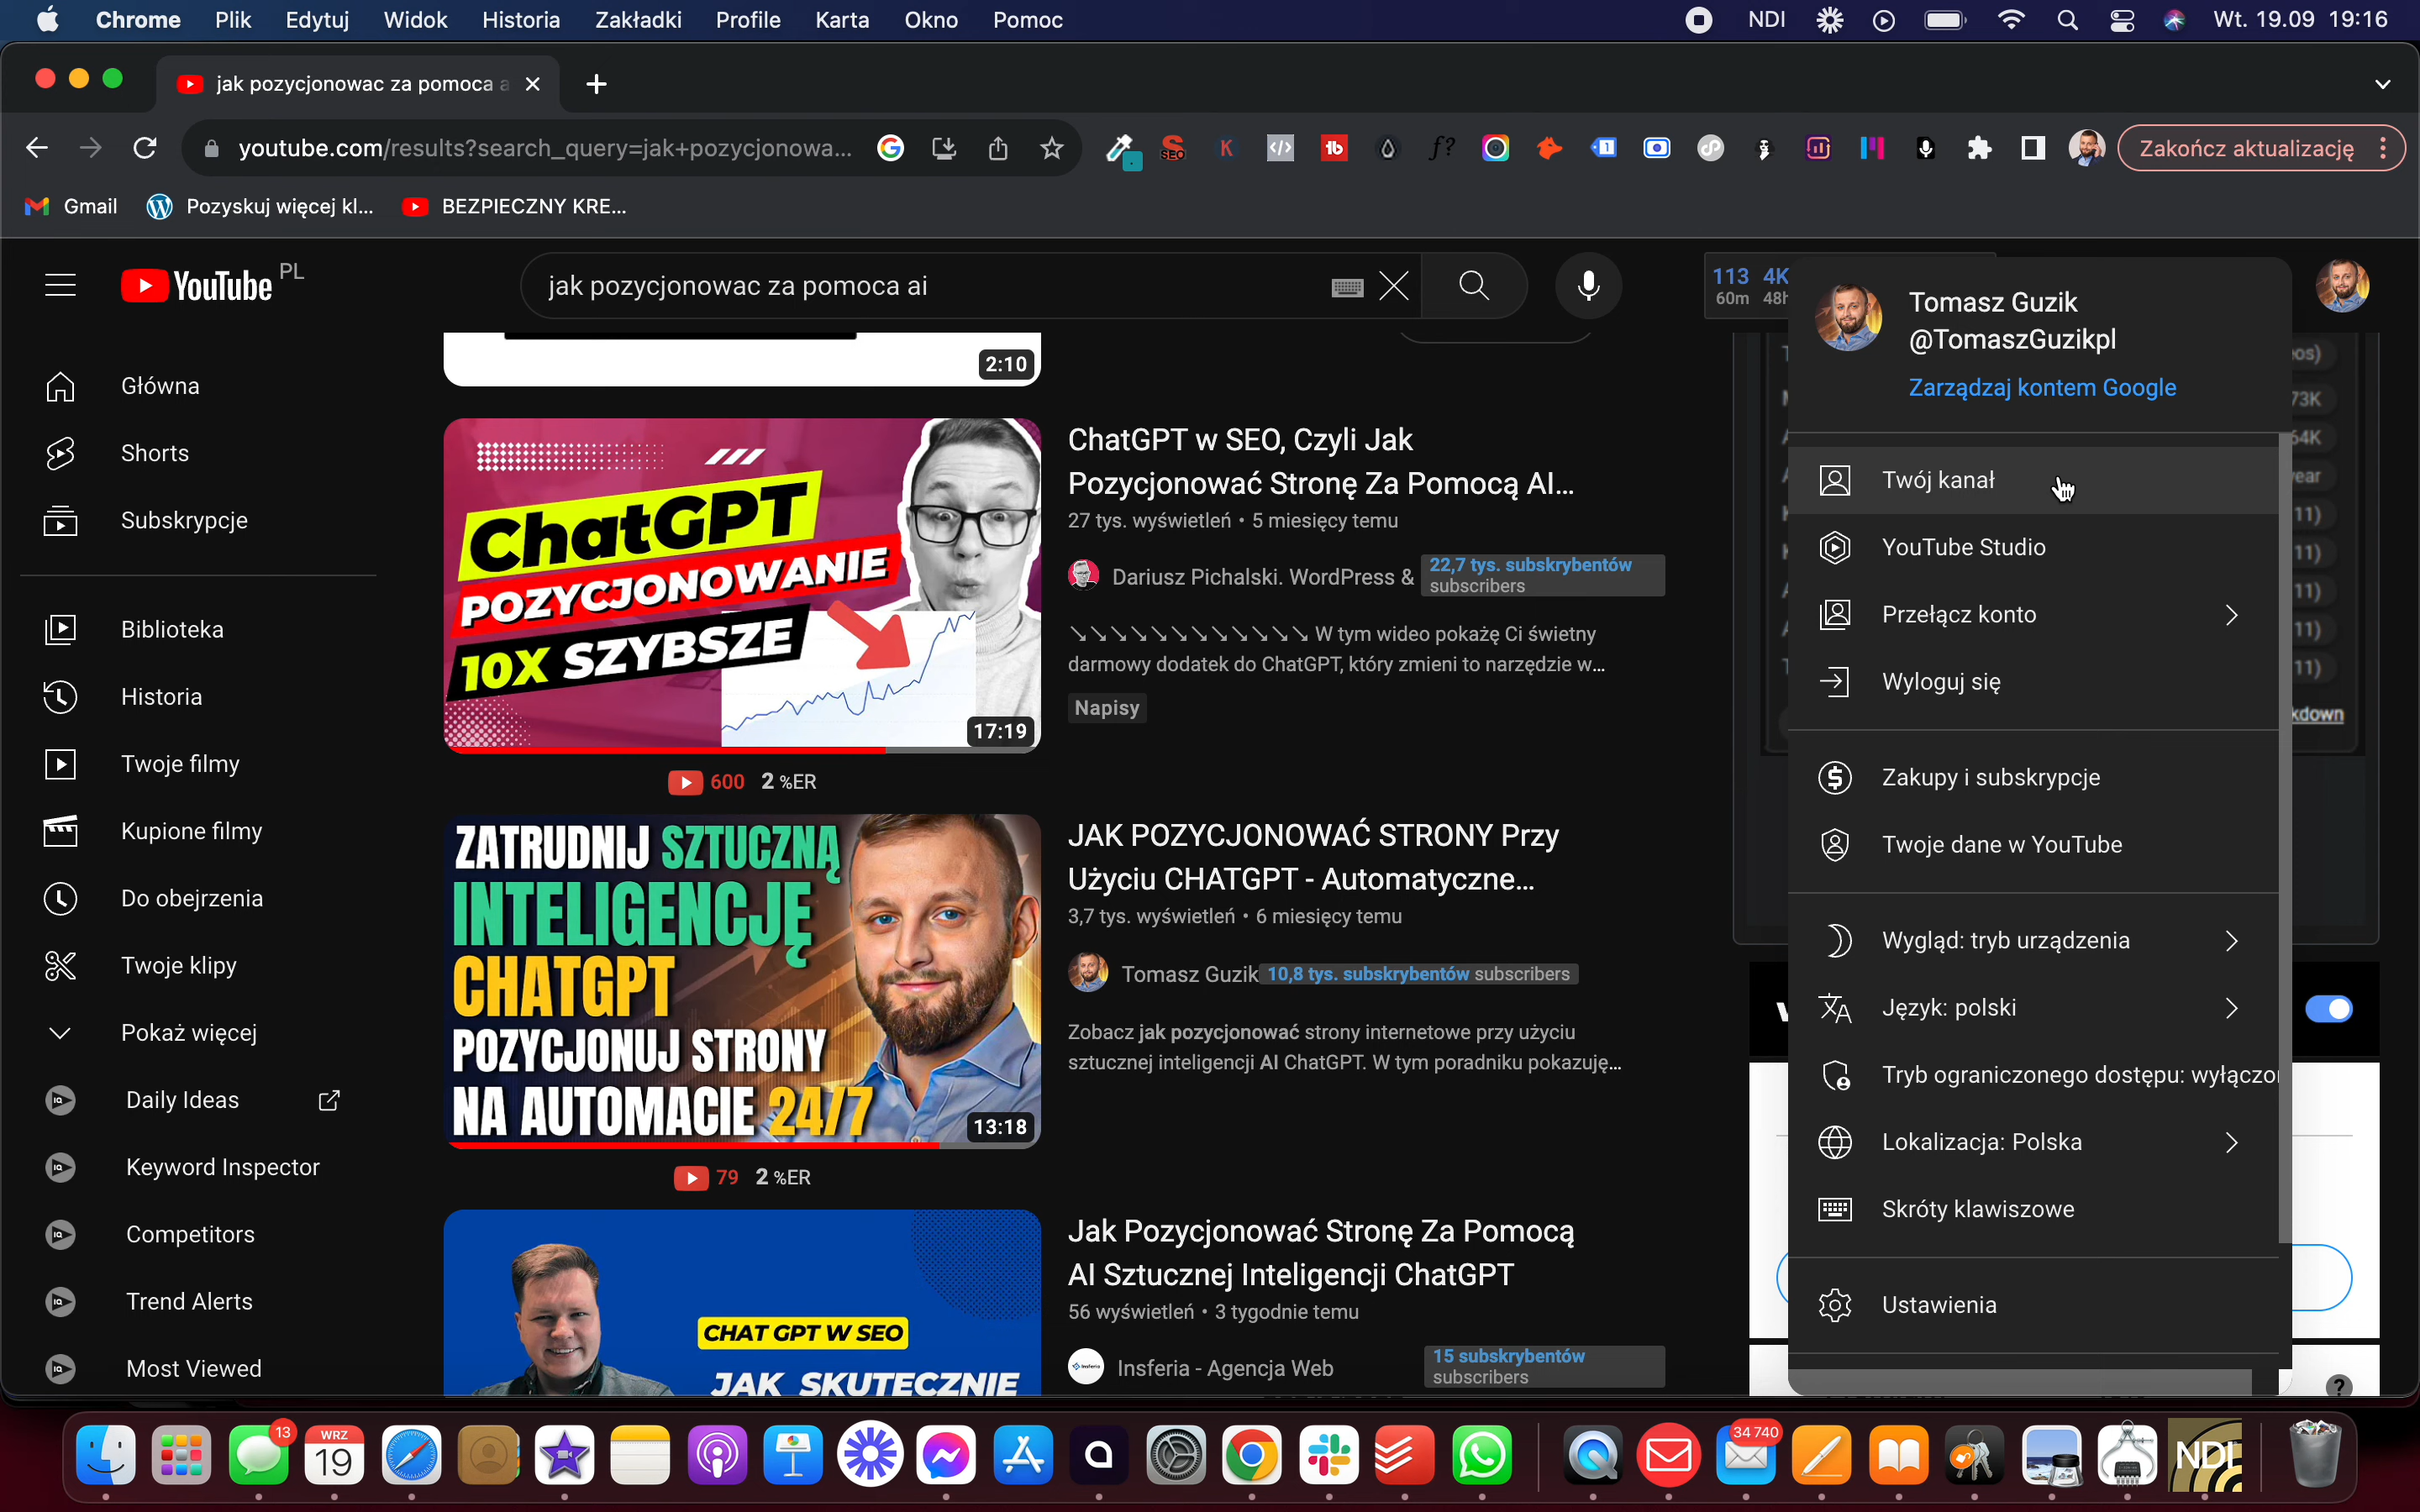 Chrome Plik Edytuj Widok Historia Zakładki Profile Karta Okno Pomoc
NDI Wt. 19.09 19:16
jak pozycjonowac za pomoca a
youtube.com/results?search_query=jak+pozycjonowa...
Zakończ aktualizację
Gmail Pozyskuj więcej kl... BEZPIECZNY KRE...
YouTube PL
jak pozycjonowac za pomoca ai
113 4K
60m 48h
Główna
Shorts
Subskrypcje
Biblioteka
Historia
Twoje filmy
Kupione filmy
Do obejrzenia
Twoje klipy
Pokaż więcej
Daily Ideas
Keyword Inspector
Competitors
Trend Alerts
Most Viewed
2:10
ChatGPT
POZYCJONOWANIE
10X SZYBSZE
17:19
600 2 %ER
ChatGPT w SEO, Czyli Jak
Pozycjonować Stronę Za Pomocą AI...
27 tys. wyświetleń • 5 miesięcy temu
Dariusz Pichalski. WordPress &
22,7 tys. subskrybentów
subscribers
↘↘↘↘↘↘↘↘↘↘↘↘ W tym wideo pokażę Ci świetny
darmowy dodatek do ChatGPT, który zmieni to narzędzie w...
Napisy
ZATRUDNIJ SZTUCZNĄ
INTELIGENCJĘ
CHATGPT
POZYCJONUJ STRONY
NA AUTOMACIE 24/7
13:18
79 2 %ER
JAK POZYCJONOWAĆ STRONY Przy
Użyciu CHATGPT - Automatyczne...
3,7 tys. wyświetleń • 6 miesięcy temu
Tomasz Guzik 10,8 tys. subskrybentów subscribers
Zobacz jak pozycjonować strony internetowe przy użyciu
sztucznej inteligencji AI ChatGPT. W tym poradniku pokazuję...
CHAT GPT W SEO
JAK SKUTECZNIE
Jak Pozycjonować Stronę Za Pomocą
AI Sztucznej Inteligencji ChatGPT
56 wyświetleń • 3 tygodnie temu
Insferia - Agencja Web
15 subskrybentów
subscribers
Tomasz Guzik
@TomaszGuzikpl
Zarządzaj kontem Google
Twój kanał
YouTube Studio
Przełącz konto
Wyloguj się
Zakupy i subskrypcje
Twoje dane w YouTube
Wygląd: tryb urządzenia
Język: polski
Tryb ograniczonego dostępu: wyłączo
Lokalizacja: Polska
Skróty klawiszowe
Ustawienia
os)
73K
64K
ear
11)
11)
11)
11)
11)
kdown
?
13
WRZ
19
34 740
NDI